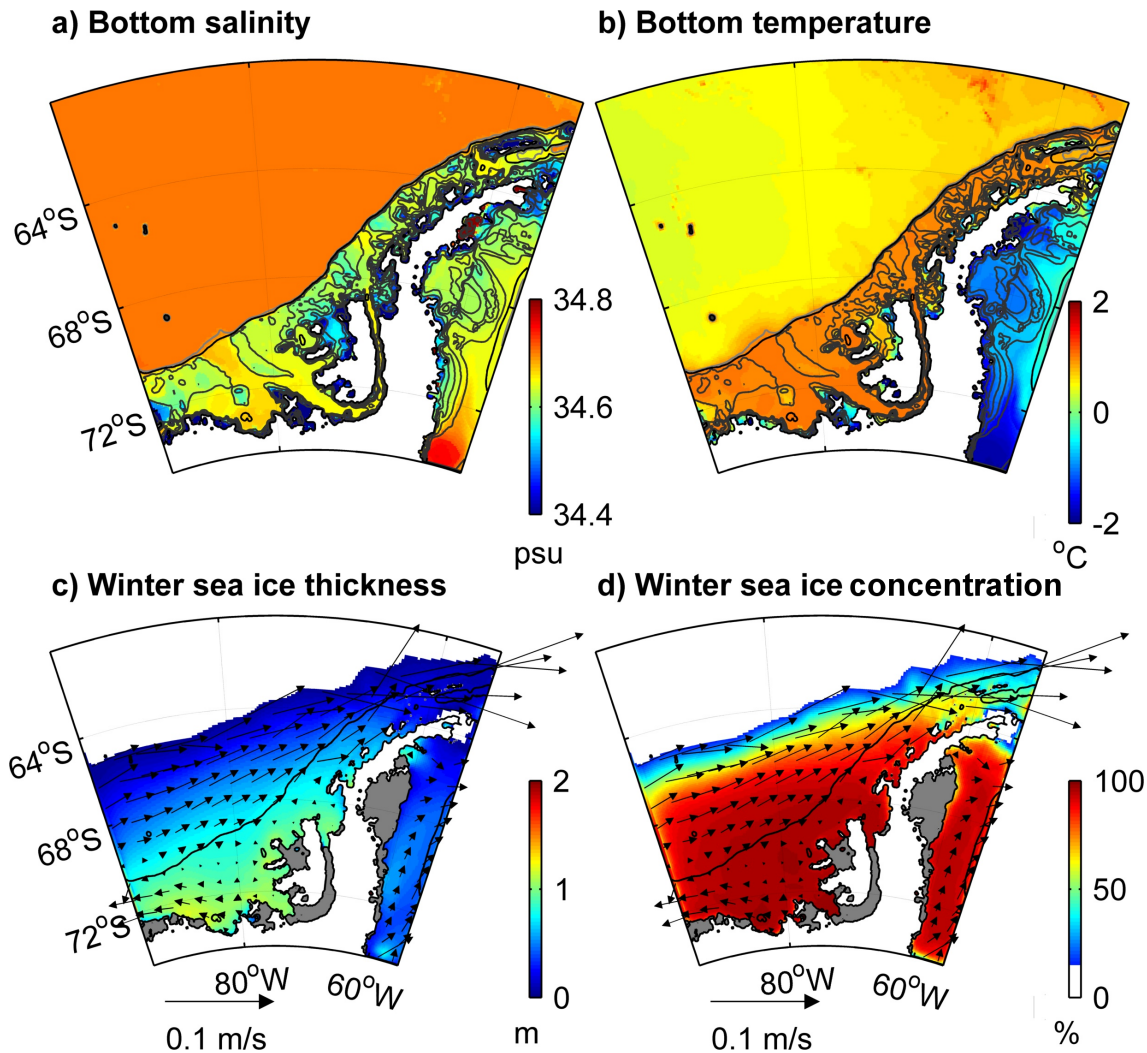 a) Bottom salinity
b) Bottom temperature
64°S
68°S
72°S
34.8
34.6
34.4
psu
2
0
-2
°C
c) Winter sea ice thickness
d) Winter sea ice concentration
64°S
68°S
72°S
80°W
60°W
0.1 m/s
2
1
0
m
80°W
60°W
0.1 m/s
100
50
0
%